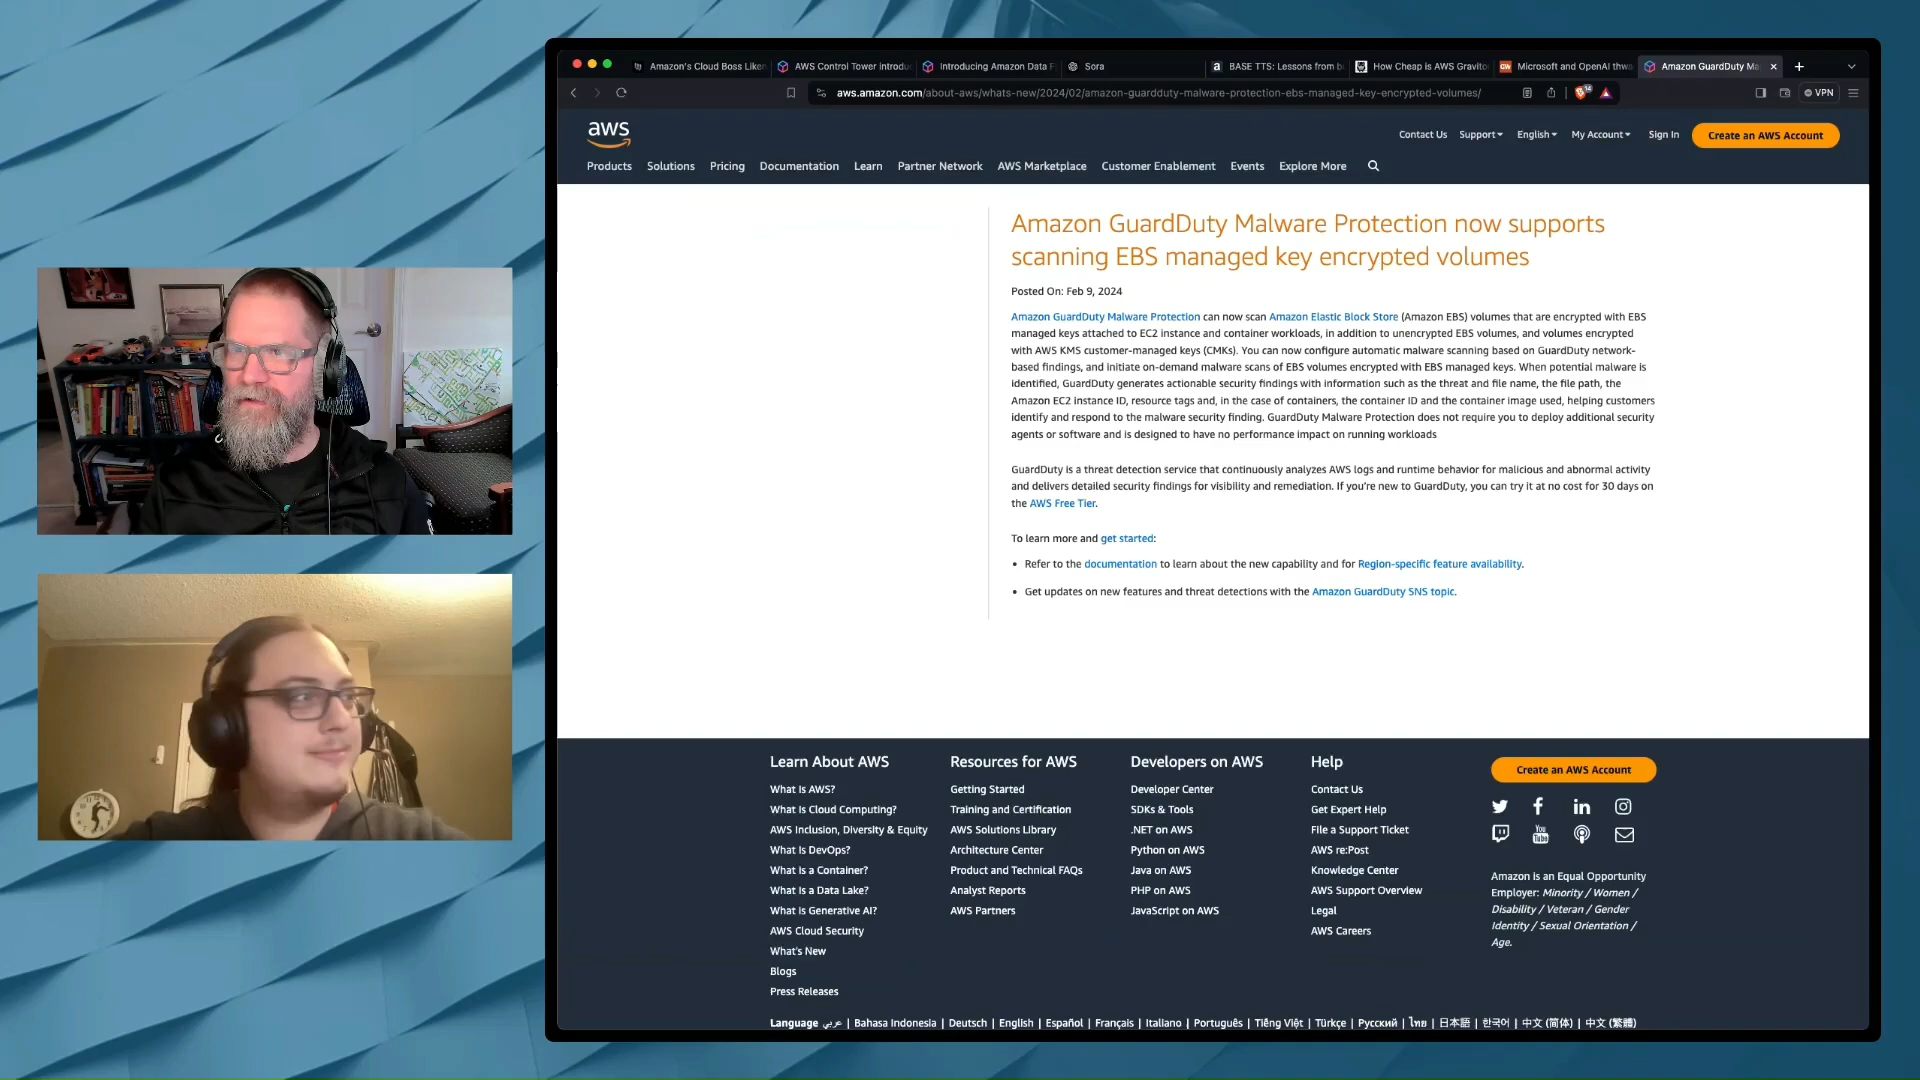 Amazon's Cloud Boss Liken
AWS Control Tower introdu
Introducing Amazon Data F
Sora
BASE TTS: Lessons from b
How Cheap is AWS Gravito
Microsoft and OpenAI thwa
Amazon GuardDuty Ma
aws.amazon.com/about-aws/whats-new/2024/02/amazon-guardduty-malware-protection-ebs-managed-key-encrypted-volumes/
VPN
aws
Contact Us
Support
English
My Account
Sign In
Create an AWS Account
Products
Solutions
Pricing
Documentation
Learn
Partner Network
AWS Marketplace
Customer Enablement
Events
Explore More
Amazon GuardDuty Malware Protection now supports
scanning EBS managed key encrypted volumes
Posted On: Feb 9, 2024
Amazon GuardDuty Malware Protection can now scan Amazon Elastic Block Store (Amazon EBS) volumes that are encrypted with EBS
managed keys attached to EC2 instance and container workloads, in addition to unencrypted EBS volumes, and volumes encrypted
with AWS KMS customer-managed keys (CMKs). You can now configure automatic malware scanning based on GuardDuty network-
based findings, and initiate on-demand malware scans of EBS volumes encrypted with EBS managed keys. When potential malware is
identified, GuardDuty generates actionable security findings with information such as the threat and file name, the file path, the
Amazon EC2 instance ID, resource tags and, in the case of containers, the container ID and the container image used, helping customers
identify and respond to the malware security finding. GuardDuty Malware Protection does not require you to deploy additional security
agents or software and is designed to have no performance impact on running workloads
GuardDuty is a threat detection service that continuously analyzes AWS logs and runtime behavior for malicious and abnormal activity
and delivers detailed security findings for visibility and remediation. If you're new to GuardDuty, you can try it at no cost for 30 days on
the AWS Free Tier.
To learn more and get started:
• Refer to the documentation to learn about the new capability and for Region-specific feature availability.
• Get updates on new features and threat detections with the Amazon GuardDuty SNS topic.
Learn About AWS
What Is AWS?
What Is Cloud Computing?
AWS Inclusion, Diversity & Equity
What Is DevOps?
What Is a Container?
What Is a Data Lake?
What is Generative AI?
AWS Cloud Security
What's New
Blogs
Press Releases
Resources for AWS
Getting Started
Training and Certification
AWS Solutions Library
Architecture Center
Product and Technical FAQs
Analyst Reports
AWS Partners
Developers on AWS
Developer Center
SDKs & Tools
.NET on AWS
Python on AWS
Java on AWS
PHP on AWS
JavaScript on AWS
Help
Contact Us
Get Expert Help
File a Support Ticket
AWS re:Post
Knowledge Center
AWS Support Overview
Legal
AWS Careers
Create an AWS Account
Amazon is an Equal Opportunity
Employer: Minority / Women /
Disability / Veteran / Gender
Identity / Sexual Orientation /
Age.
Language عربي | Bahasa Indonesia | Deutsch | English | Español | Français | Italiano | Português | Tiếng Việt | Türkçe | Ρусский | ไทย | 日本語 | 한국어 | 中文 (简体) | 中文 (繁體)